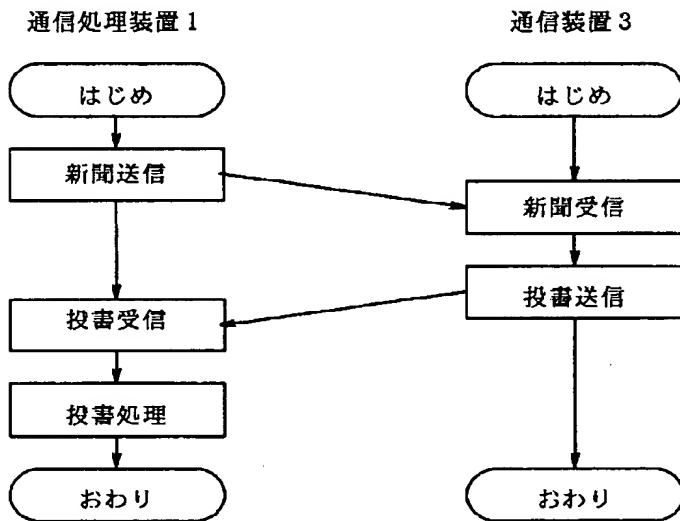 通信処理装置1
通信装置3
はじめ
はじめ
新聞送信
新聞受信
投書送信
投書受信
投書処理
おわり
おわり